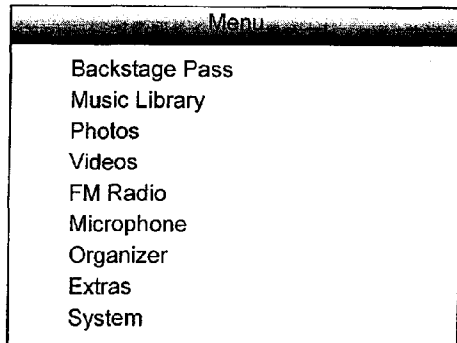 Menu
Backstage Pass
Music Library
Photos
Videos
FM Radio
Microphone
Organizer
Extras
System